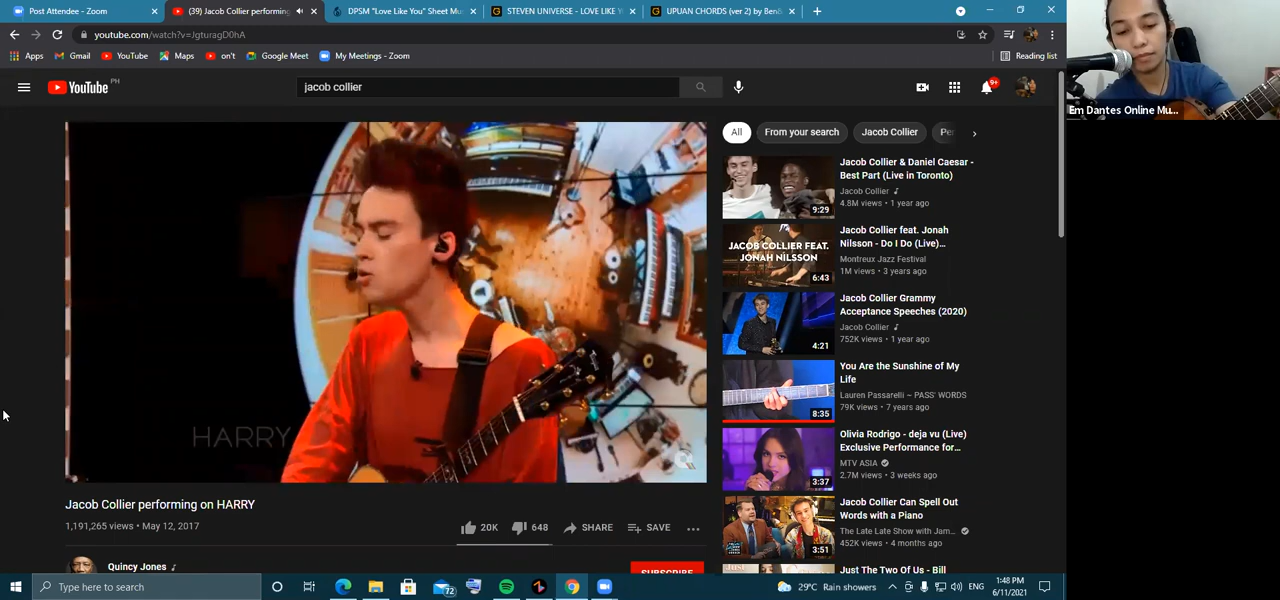 Post Attendee - Zoom
(39) Jacob Collier performing
DPSM "Love Like You" Sheet Mus
STEVEN UNIVERSE - LOVE LIKE Y
UPUAN CHORDS (ver 2) by Ben&
youtube.com/watch?v=JgturagD0hA
Apps
Gmail
YouTube
Maps
on't
Google Meet
My Meetings - Zoom
Reading list
YouTube PH
jacob collier
9+
Em Dantes Online Mu...
HARRY
All
From your search
Jacob Collier
Per
Jacob Collier & Daniel Caesar -
Best Part (Live in Toronto)
Jacob Collier
4.8M views • 1 year ago
9:29
JACOB COLLIER FEAT.
JONAH NILSSON
6:43
Jacob Collier feat. Jonah
Nilsson - Do I Do (Live)...
Montreux Jazz Festival
1M views • 3 years ago
Jacob Collier Grammy
Acceptance Speeches (2020)
Jacob Collier
752K views • 1 year ago
4:21
You Are the Sunshine of My
Life
Lauren Passarelli ~ PASS' WORDS
79K views • 7 years ago
8:35
Olivia Rodrigo - deja vu (Live)
Exclusive Performance for...
MTV ASIA
2.7M views • 3 weeks ago
3:37
Jacob Collier Can Spell Out
Words with a Piano
The Late Late Show with Jam...
452K views • 4 months ago
3:51
Just The Two Of Us - Bill
Jacob Collier performing on HARRY
1,191,265 views • May 12, 2017
20K
648
SHARE
SAVE
Quincy Jones
SUBSCRIBE
Type here to search
72
29°C Rain showers
ENG
1:48 PM
6/11/2021